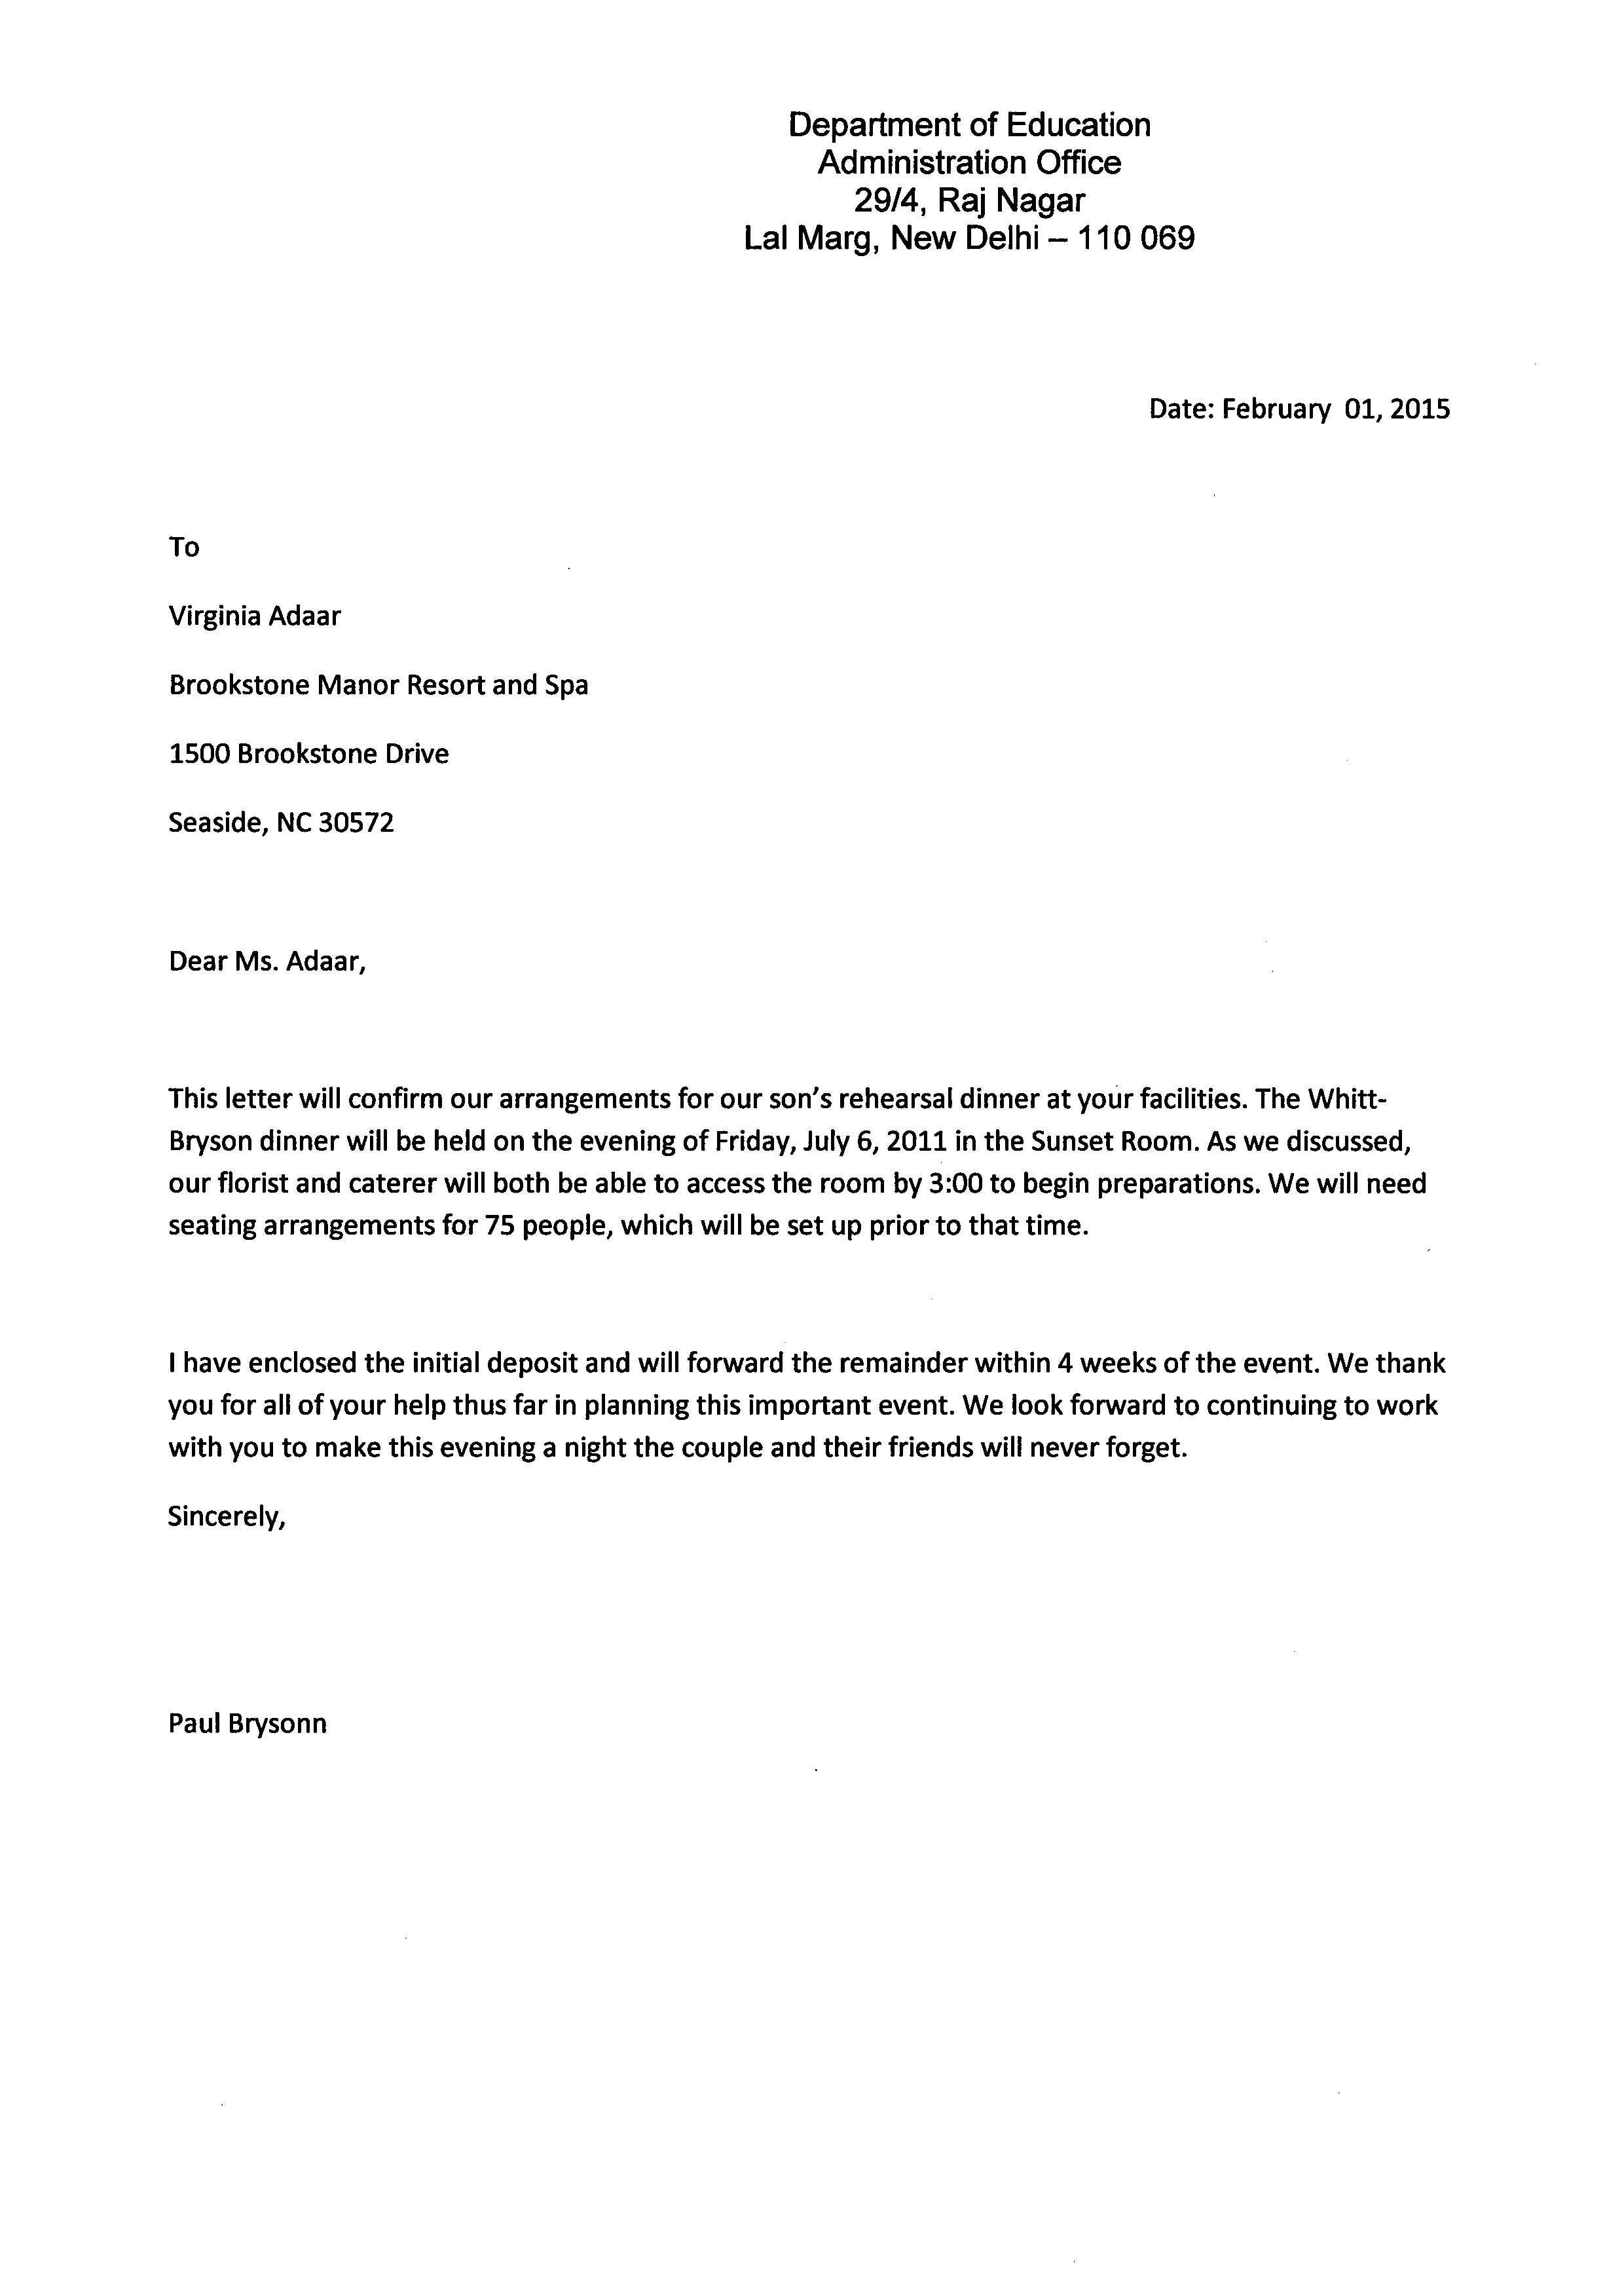 Department of Education
Administration Office
29/4, Raj Nagar
Lal Marg, New Delhi – 110 069
Date: February 01, 2015
To
Virginia Adaar
Brookstone Manor Resort and Spa
1500 Brookstone Drive
Seaside, NC 30572
Dear Ms. Adaar,
This letter will confirm our arrangements for our son's rehearsal dinner at your facilities. The Whitt-
Bryson dinner will be held on the evening of Friday, July 6, 2011 in the Sunset Room. As we discussed,
our florist and caterer will both be able to access the room by 3:00 to begin preparations. We will need
seating arrangements for 75 people, which will be set up prior to that time.
I have enclosed the initial deposit and will forward the remainder within 4 weeks of the event. We thank
you for all of your help thus far in planning this important event. We look forward to continuing to work
with you to make this evening a night the couple and their friends will never forget.
Sincerely,
Paul Brysonn